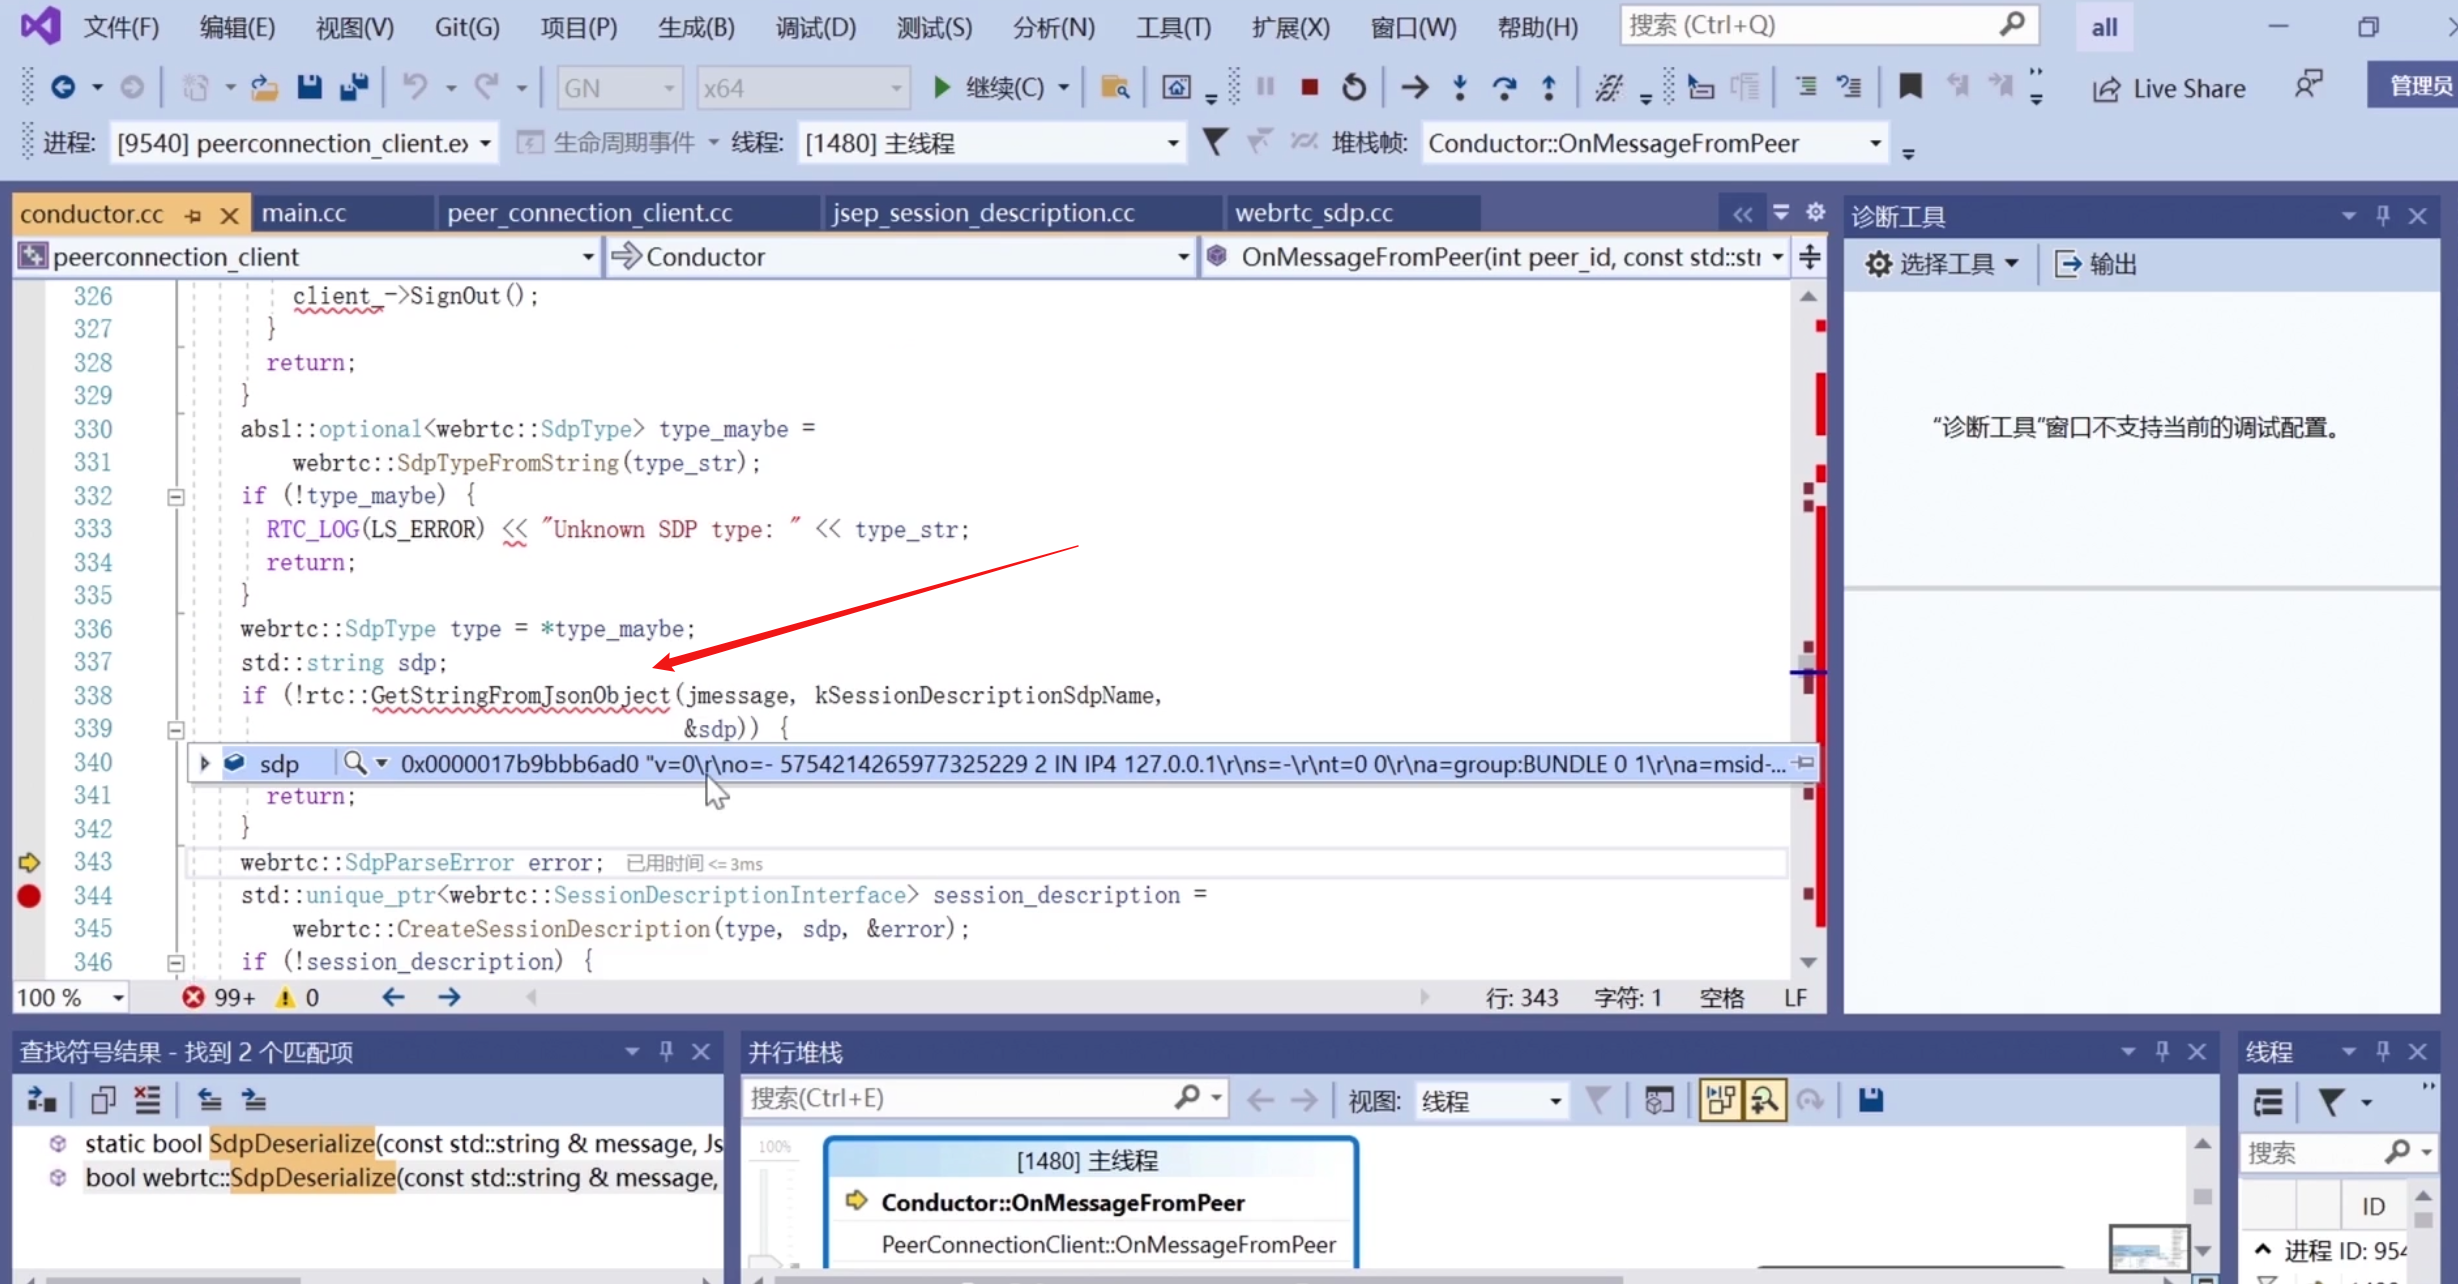 文件(F) 编辑(E) 视图(V) Git(G) 项目(P) 生成(B) 调试(D) 测试(S) 分析(N) 工具(T) 扩展(X) 窗口(W) 帮助(H) 搜索 (Ctrl+Q) all
GN x64 继续(C) Live Share 管理员
进程: [9540] peerconnection_client.ex 生命周期事件 线程: [1480] 主线程 堆栈帧: Conductor::OnMessageFromPeer
conductor.cc main.cc peer_connection_client.cc jsep_session_description.cc webrtc_sdp.cc
peerconnection_client Conductor OnMessageFromPeer(int peer_id, const std::str
326 client_->SignOut();
327 }
328 return;
329 }
330 absl::optional<webrtc::SdpType> type_maybe =
331 webrtc::SdpTypeFromString(type_str);
332 if (!type_maybe) {
333 RTC_LOG(LS_ERROR) << "Unknown SDP type: " << type_str;
334 return;
335 }
336 webrtc::SdpType type = *type_maybe;
337 std::string sdp;
338 if (!rtc::GetStringFromJsonObject(jmessage, kSessionDescriptionSdpName,
339 &sdp)) {
340 sdp 0x0000017b9bbb6ad0 "v=0\r\no=- 5754214265977325229 2 IN IP4 127.0.0.1\r\ns=-\r\nt=0 0\r\na=group:BUNDLE 0 1\r\na=msid-...
341 return;
342 }
343 webrtc::SdpParseError error; 已用时间 <= 3ms
344 std::unique_ptr<webrtc::SessionDescriptionInterface> session_description =
345 webrtc::CreateSessionDescription(type, sdp, &error);
346 if (!session_description) {
100 % 99+ 0 行: 343 字符: 1 空格 LF
诊断工具
选择工具 输出
“诊断工具”窗口不支持当前的调试配置。
查找符号结果 - 找到 2 个匹配项
static bool SdpDeserialize(const std::string & message, Js
bool webrtc::SdpDeserialize(const std::string & message,
并行堆栈
搜索(Ctrl+E) 视图: 线程
100%
[1480] 主线程
Conductor::OnMessageFromPeer
PeerConnectionClient::OnMessageFromPeer
线程
搜索
ID
进程 ID: 954